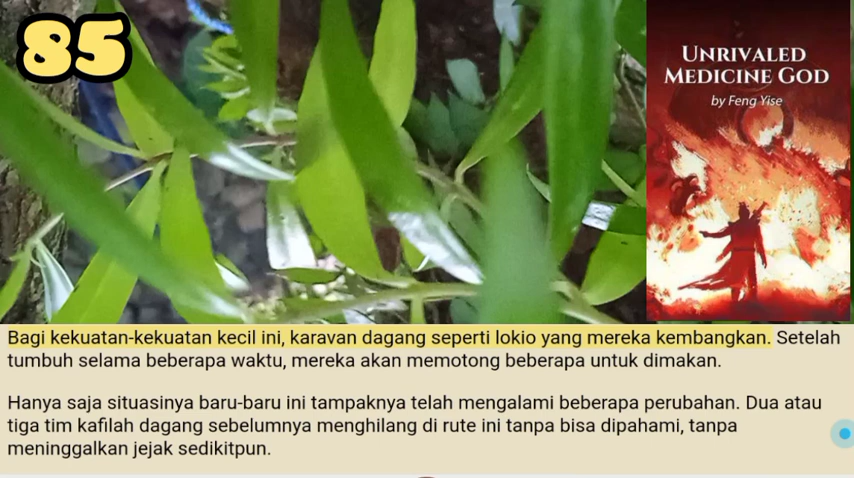 85
UNRIVALED
MEDICINE GOD
by Feng Yise
Bagi kekuatan-kekuatan kecil ini, karavan dagang seperti lokio yang mereka kembangkan. Setelah
tumbuh selama beberapa waktu, mereka akan memotong beberapa untuk dimakan.
Hanya saja situasinya baru-baru ini tampaknya telah mengalami beberapa perubahan. Dua atau
tiga tim kafilah dagang sebelumnya menghilang di rute ini tanpa bisa dipahami, tanpa
meninggalkan jejak sedikitpun.